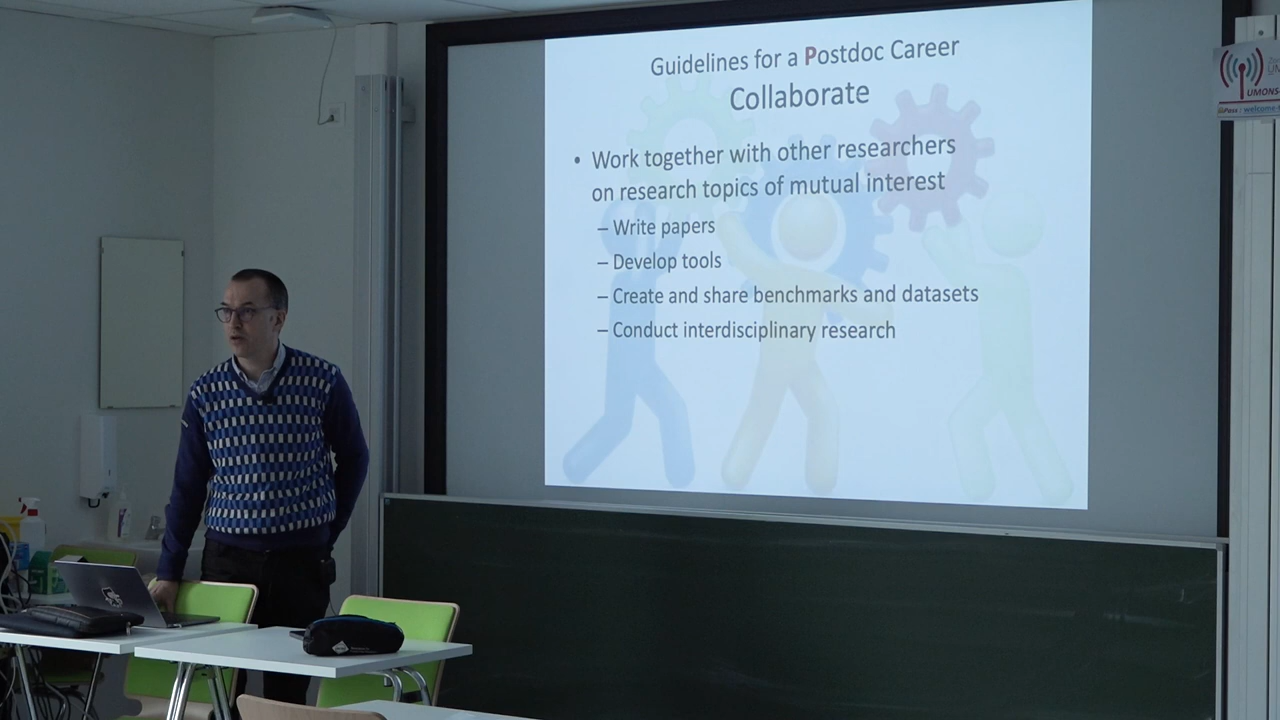 Guidelines for a Postdoc Career
Collaborate
• Work together with other researchers
on research topics of mutual interest
– Write papers
– Develop tools
– Create and share benchmarks and datasets
– Conduct interdisciplinary research
UMONS